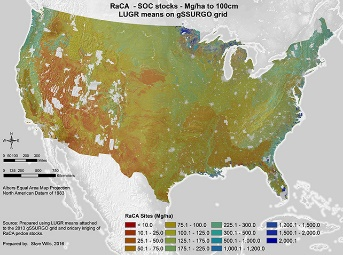 RaCA - SOC stocks - Mg/ha to 100cm
LUGR means on gSSURGO grid
Albers Equal Area Map Projection
North American Datum of 1983
Source: Prepared using LUGR means attached
to the 2013 gSSURGO grid and
RaCA pedon stocks
Prepared by: Skye Wills, 2016
RaCA Sites (Mg/ha)
< 10.0
10.1 - 25.0
25.1 - 50.0
50.1 - 75.0
75.1 - 100.0
100.1 - 125.0
125.1 - 175.0
175.1 - 225.0
225.1 - 300.0
300.1 - 500.0
500.1 - 1,000.0
1,000.1 - 1,200.0
1,200.1 - 1,500.0
1,500.1 - 2,000.0
2,000.1